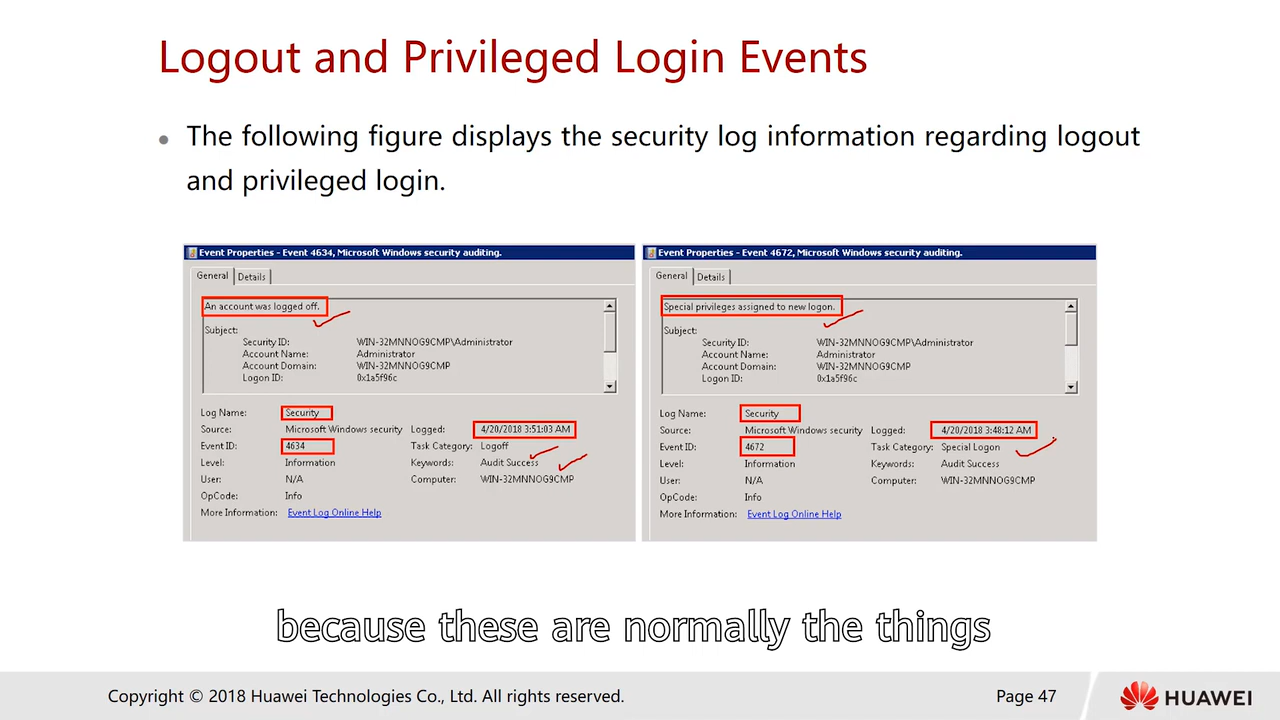 Logout and Privileged Login Events
The following figure displays the security log information regarding logout
and privileged login.
Event Properties - Event 4634, Microsoft Windows security auditing.
General Details
An account was logged off.
Subject:
Security ID: WIN-32MNNOG9CMP\Administrator
Account Name: Administrator
Account Domain: WIN-32MNNOG9CMP
Logon ID: 0x1a5f96c
Log Name: Security
Source: Microsoft Windows security Logged: 4/20/2018 3:51:03 AM
Event ID: 4634 Task Category: Logoff
Level: Information Keywords: Audit Success
User: N/A Computer: WIN-32MNNOG9CMP
OpCode: Info
More Information: Event Log Online Help
Event Properties - Event 4672, Microsoft Windows security auditing.
General Details
Special privileges assigned to new logon.
Subject:
Security ID: WIN-32MNNOG9CMP\Administrator
Account Name: Administrator
Account Domain: WIN-32MNNOG9CMP
Logon ID: 0x1a5f96c
Log Name: Security
Source: Microsoft Windows security Logged: 4/20/2018 3:48:12 AM
Event ID: 4672 Task Category: Special Logon
Level: Information Keywords: Audit Success
User: N/A Computer: WIN-32MNNOG9CMP
OpCode: Info
More Information: Event Log Online Help
because these are normally the things
Copyright © 2018 Huawei Technologies Co., Ltd. All rights reserved. Page 47 HUAWEI